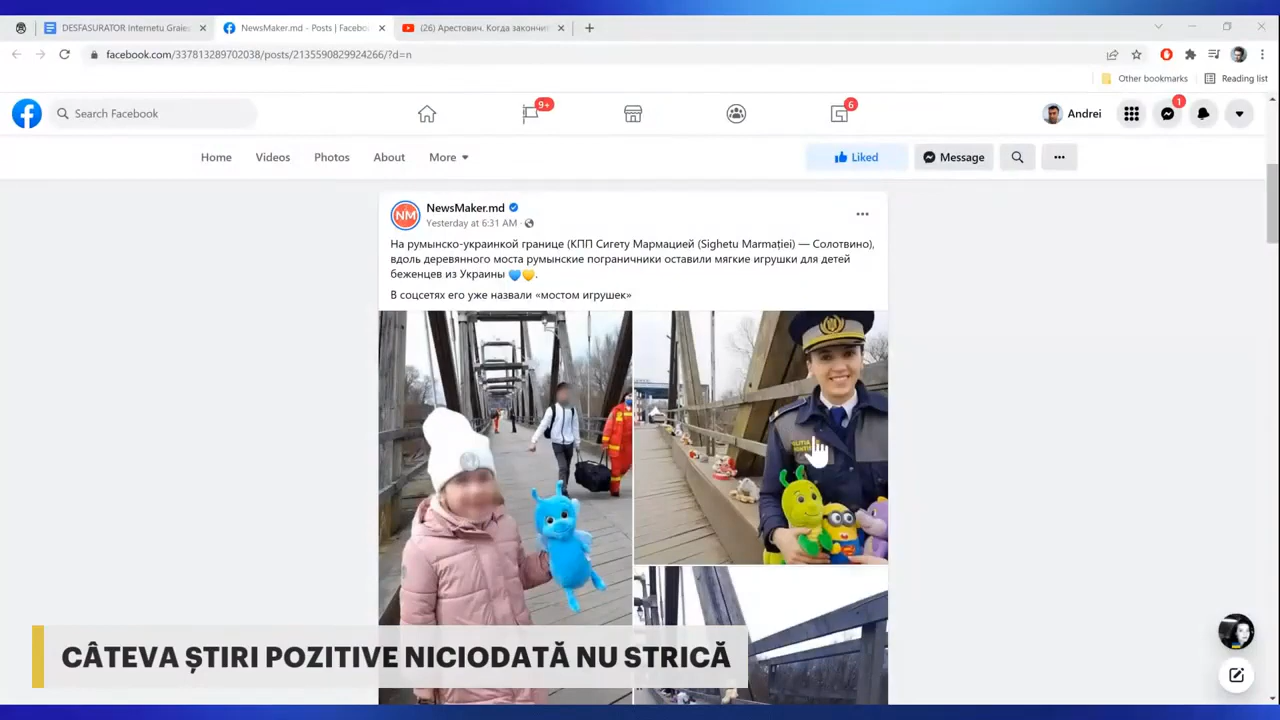 DESFASURATOR Internetu Graies
NewsMaker.md - Posts | Facebo
(26) Арестович. Когда закончит
facebook.com/337813289702038/posts/2135590829924266/?d=n
Other bookmarks
Reading list
Search Facebook
9+
6
Andrei
1
Home
Videos
Photos
About
More
Liked
Message
NM
NewsMaker.md
Yesterday at 6:31 AM ·
На румынско-украинкой границе (КПП Сигету Мармацией (Sighetu Marmației) — Солотвино),
вдоль деревянного моста румынские пограничники оставили мягкие игрушки для детей
беженцев из Украины 💙💛.
В соцсетях его уже назвали «мостом игрушек»
CÂTEVA ȘTIRI POZITIVE NICIODATĂ NU STRICĂ